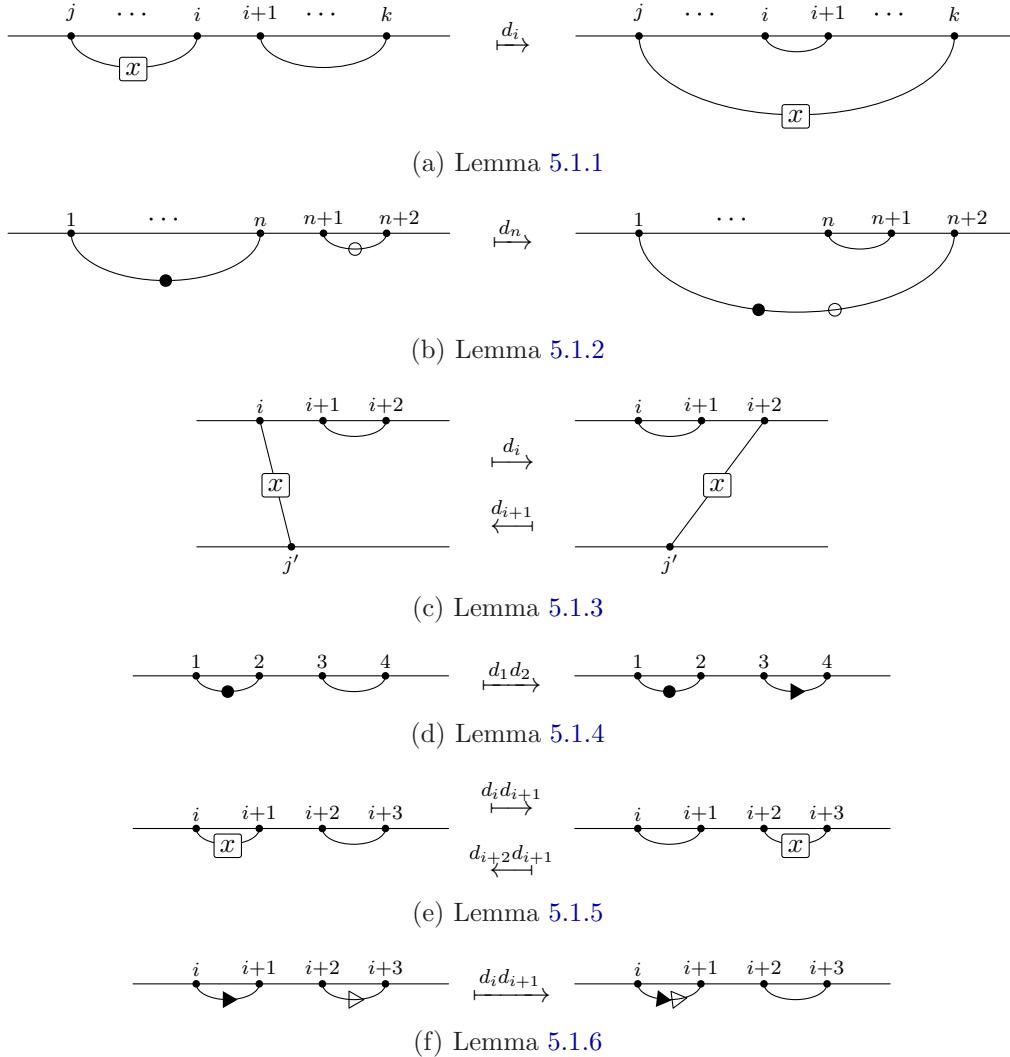 j ··· i i+1 ··· k j ··· i i+1 ··· k
d_i
x
x
(a) Lemma 5.1.1
1 ··· n n+1 n+2 1 ··· n n+1 n+2
d_n
(b) Lemma 5.1.2
i i+1 i+2 i i+1 i+2
d_i
x x
d_{i+1}
j′ j′
(c) Lemma 5.1.3
1 2 3 4 1 2 3 4
d_1d_2
(d) Lemma 5.1.4
d_id_{i+1}
i i+1 i+2 i+3 i i+1 i+2 i+3
x x
d_{i+2}d_{i+1}
(e) Lemma 5.1.5
i i+1 i+2 i+3 i i+1 i+2 i+3
d_id_{i+1}
(f) Lemma 5.1.6